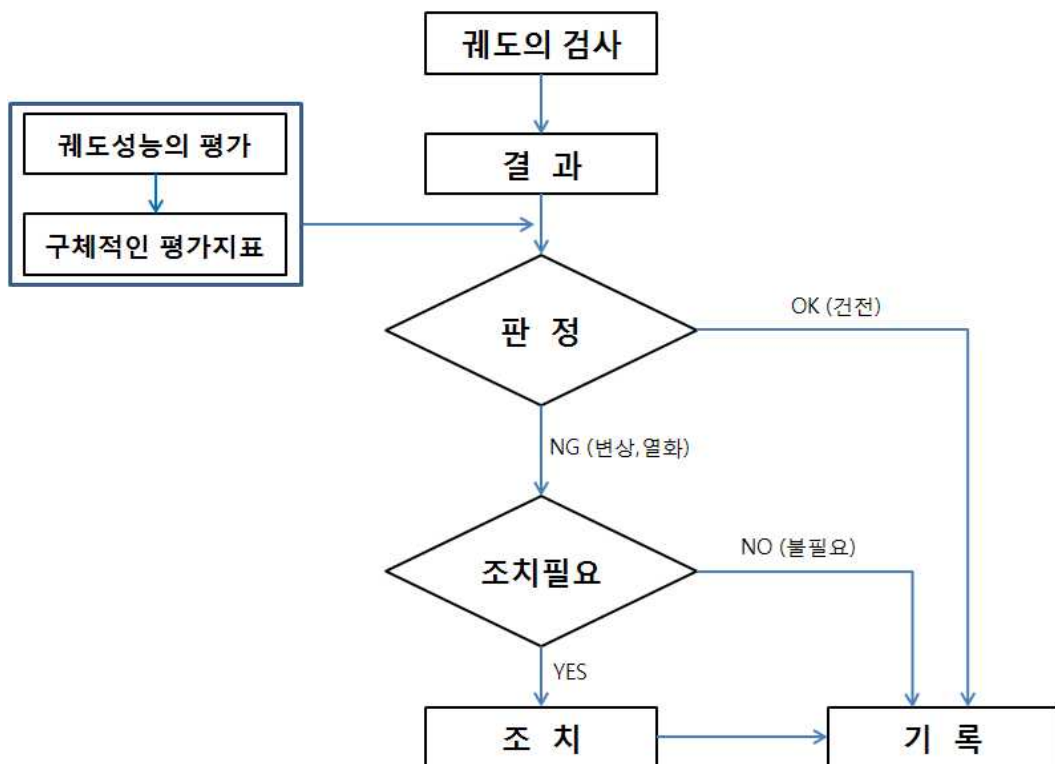 궤도의 검사
궤도성능의 평가
결 과
구체적인 평가지표
OK (건전)
판 정
NG (변상,열화)
NO (불필요)
조치필요
YES
조 치
기 록